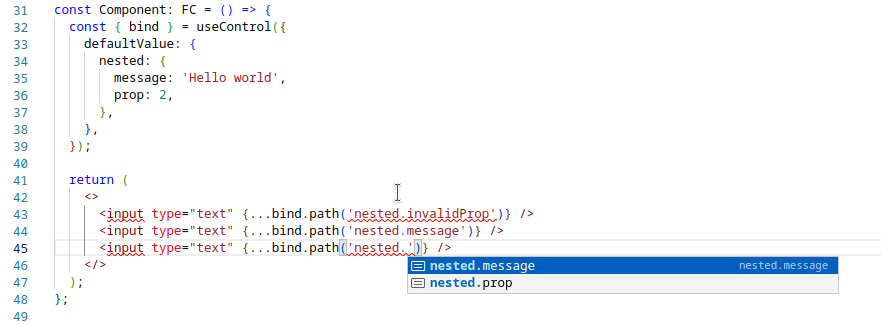 31 const Component: FC = () => {
32 const { bind } = useControl({
33 defaultValue: {
34 nested: {
35 message: 'Hello world',
36 prop: 2,
37 },
38 },
39 });
40
41 return (
42 <>
43 <input type="text" {...bind.path('nested.invalidProp')} />
44 <input type="text" {...bind.path('nested.message')} />
45 <input type="text" {...bind.path('nested.')} />
46 </>
nested.message nested.message
47 );
nested.prop
48 };
49